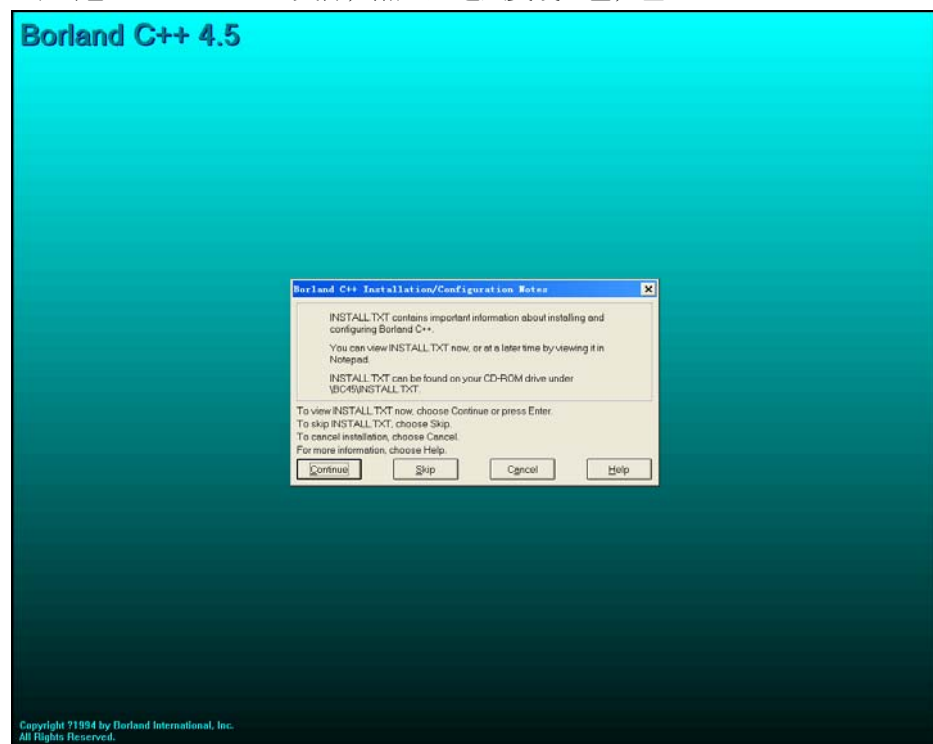 Borland C++ 4.5
Borland C++ Installation/Configuration Notes
INSTALL.TXT contains important information about installing and
configuring Borland C++.
You can view INSTALL.TXT now, or at a later time by viewing it in
Notepad.
INSTALL.TXT can be found on your CD-ROM drive under
\BC45\INSTALL.TXT.
To view INSTALL.TXT now, choose Continue or press Enter.
To skip INSTALL.TXT, choose Skip.
To cancel installation, choose Cancel.
For more information, choose Help.
Continue Skip Cancel Help
Copyright ?1994 by Borland International, Inc.
All Rights Reserved.